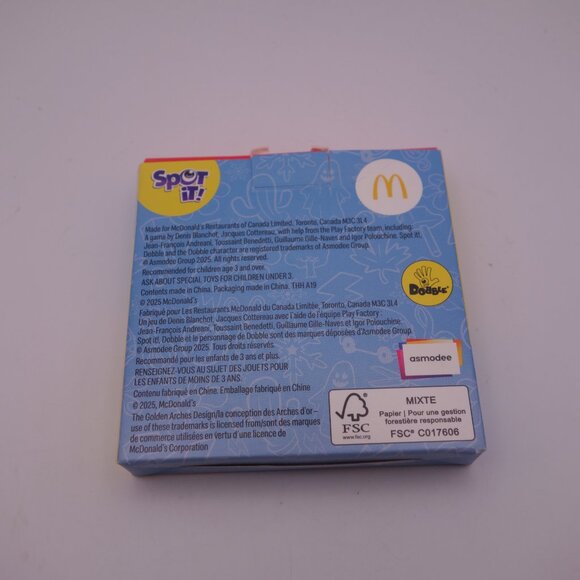 SPOT
iT!
Made for McDonald's Restaurants of Canada Limited, Toronto, Canada M3C 3L4
A game by Denis Blanchot, Jacques Cottereau, with help from the Play Factory team, including:
Jean-François Andreani, Toussaint Benedetti, Guillaume Gille-Naves and Igor Polouchine. Spot it!,
Dobble and the Dobble character are registered trademarks of Asmodee Group.
© Asmodee Group 2025. All rights reserved.
Recommended for children age 3 and over.
ASK ABOUT SPECIAL TOYS FOR CHILDREN UNDER 3.
Contents made in China. Packaging made in China. THH A19
© 2025 McDonald's
Fabriqué pour Les Restaurants McDonald du Canada Limitée, Toronto, Canada M3C 3L4
Un jeu de Denis Blanchot, Jacques Cottereau avec l'aide de l'équipe Play Factory :
Jean-François Andreani, Toussaint Benedetti, Guillaume Gille-Naves et Igor Polouchine.
Spot it!, Dobble et le personnage de Dobble sont des marques déposées d'Asmodee Group.
© Asmodee Group 2025. Tous droits réservés.
Recommandé pour les enfants de 3 ans et plus.
RENSEIGNEZ-VOUS AU SUJET DES JOUETS POUR
LES ENFANTS DE MOINS DE 3 ANS.
Contenu fabriqué en Chine. Emballage fabriqué en Chine
© 2025, McDonald's
The Golden Arches Design/la conception des Arches d'or–
use of these trademarks is licensed from/sont des marques
de commerce utilisées en vertu d'une licence de
McDonald's Corporation
DOBBLE
asmodee
FSC
www.fsc.org
MIXTE
Papier | Pour une gestion
forestière responsable
FSC® C017606